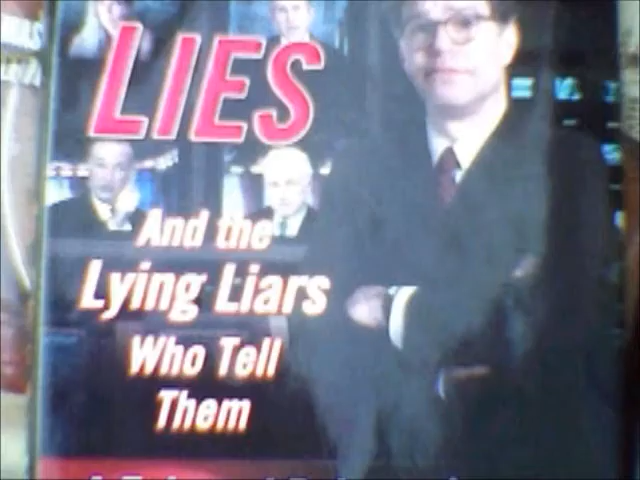 LIES
And the
Lying Liars
Who Tell
Them